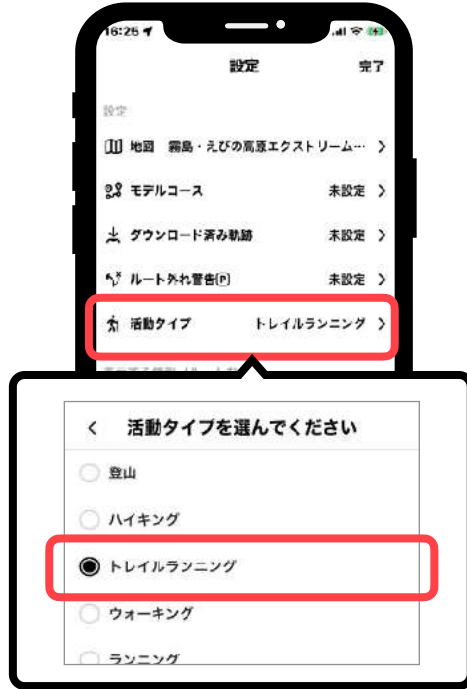 16:25
設定 完了
設定
地図 霧島・えびの高原エクストリーム… >
モデルコース 未設定 >
ダウンロード済み軌跡 未設定 >
ルート外れ警告[P] 未設定 >
活動タイプ トレイルランニング >
< 活動タイプを選んでください
登山
ハイキング
トレイルランニング
ウォーキング
ランニング